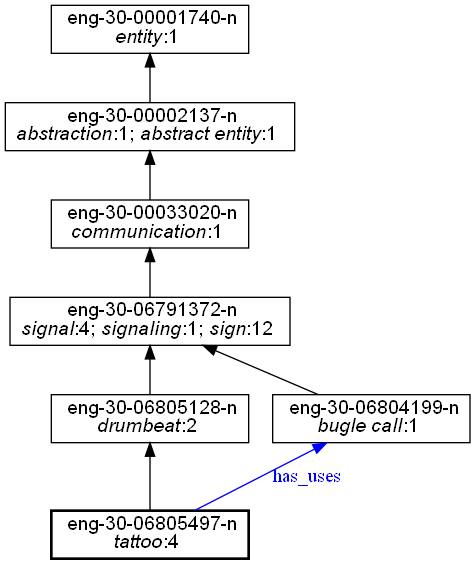 eng-30-00001740-n
entity:1
eng-30-00002137-n
abstraction:1; abstract entity:1
eng-30-00033020-n
communication:1
eng-30-06791372-n
signal:4; signaling:1; sign:12
eng-30-06805128-n
drumbeat:2
eng-30-06804199-n
bugle call:1
has_uses
eng-30-06805497-n
tattoo:4